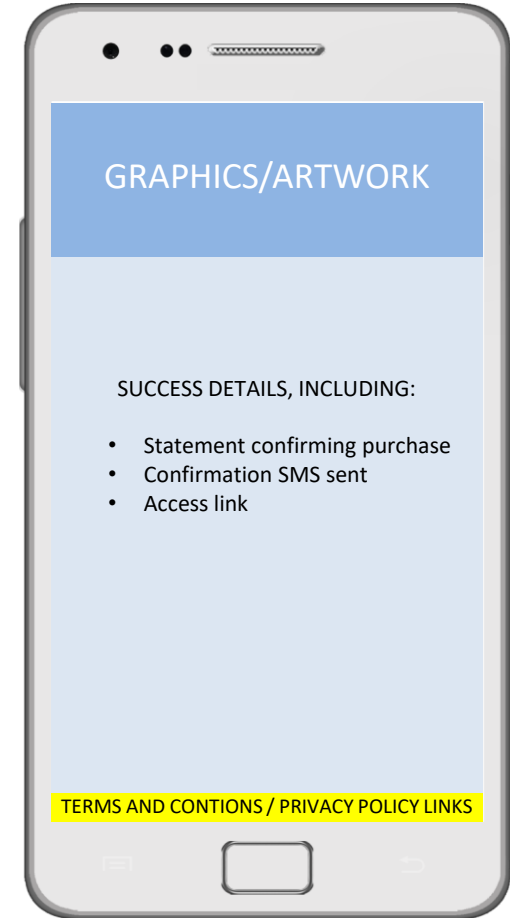 GRAPHICS/ARTWORK
SUCCESS DETAILS, INCLUDING:
• Statement confirming purchase
• Confirmation SMS sent
• Access link
TERMS AND CONTIONS / PRIVACY POLICY LINKS